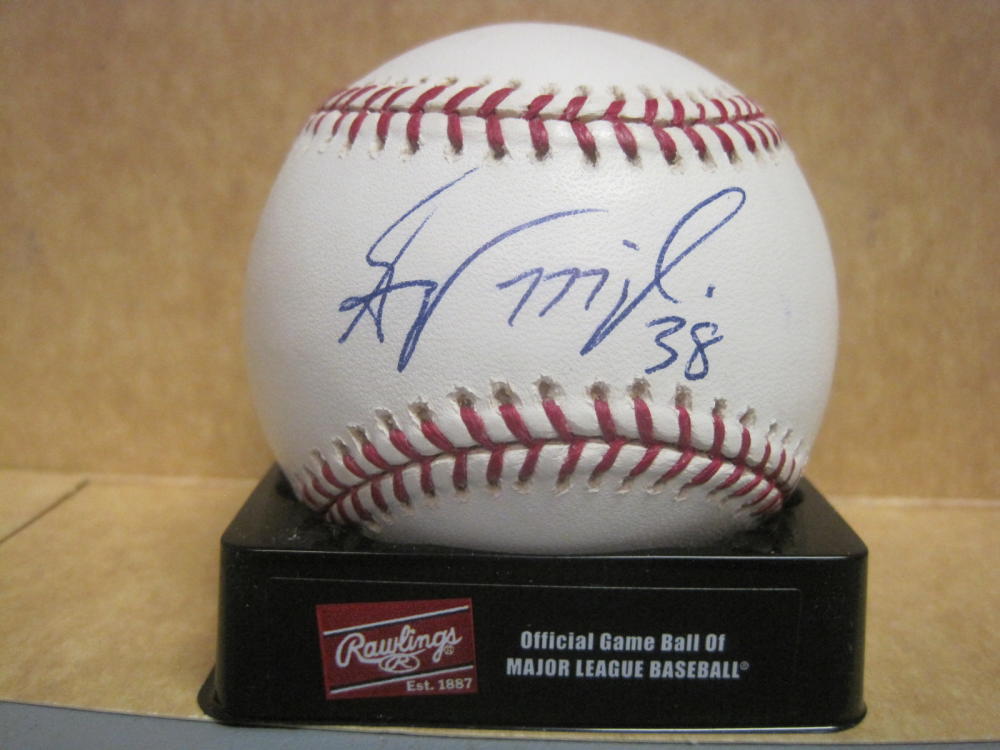 38
Rawlings
R
Est. 1887
Official Game Ball Of
MAJOR LEAGUE BASEBALL®